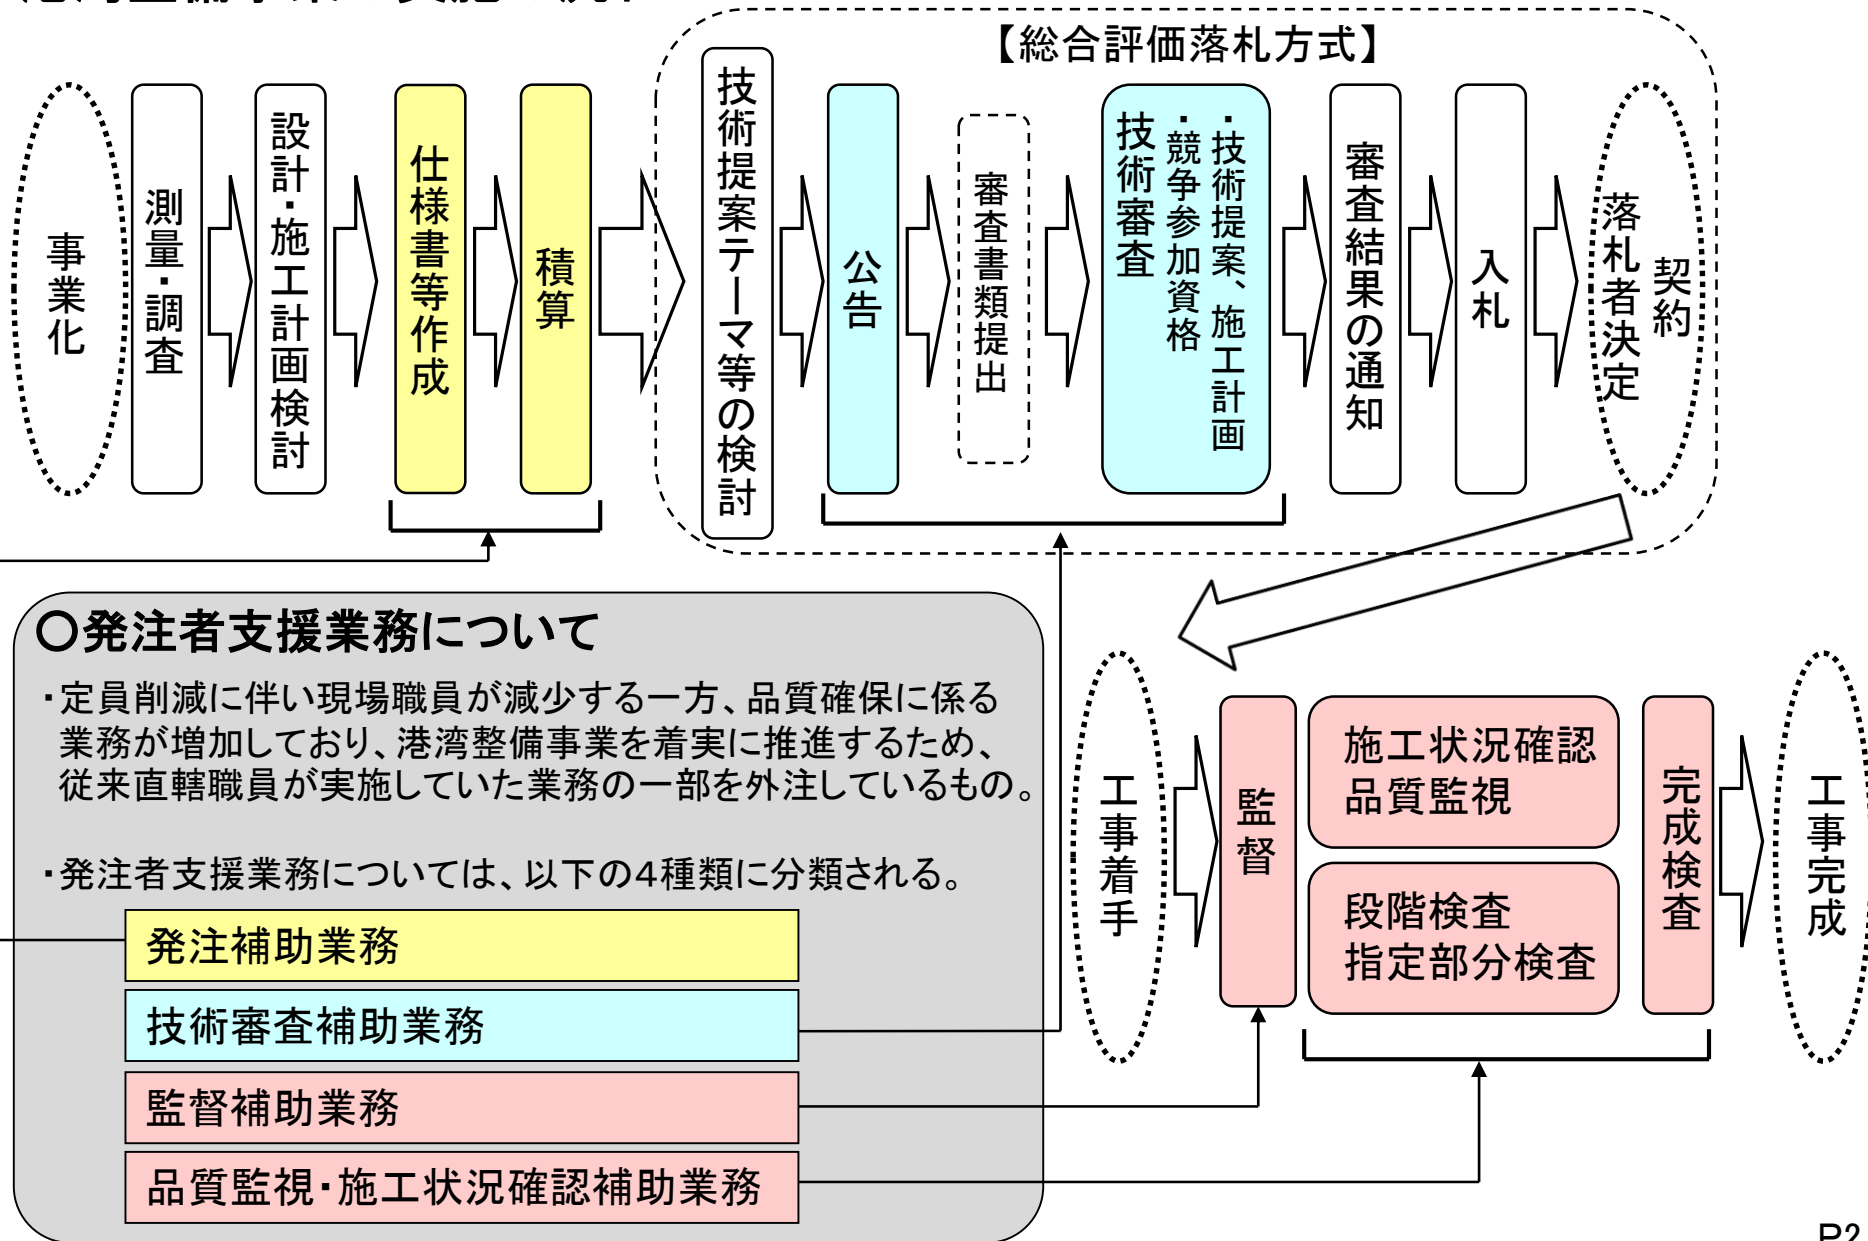 【総合評価落札方式】
事業化
測量・調査
設計・施工計画検討
仕様書等作成
積算
技術提案テーマ等の検討
公告
審査書類提出
技術審査
・競争参加資格
・技術提案、施工計画
審査結果の通知
入札
落札者決定
契約
〇発注者支援業務について
・定員削減に伴い現場職員が減少する一方、品質確保に係る
業務が増加しており、港湾整備事業を着実に推進するため、
従来直轄職員が実施していた業務の一部を外注しているもの。
・発注者支援業務については、以下の４種類に分類される。
発注補助業務
技術審査補助業務
監督補助業務
品質監視・施工状況確認補助業務
工事着手
監督
施工状況確認
品質監視
段階検査
指定部分検査
完成検査
工事完成
P2